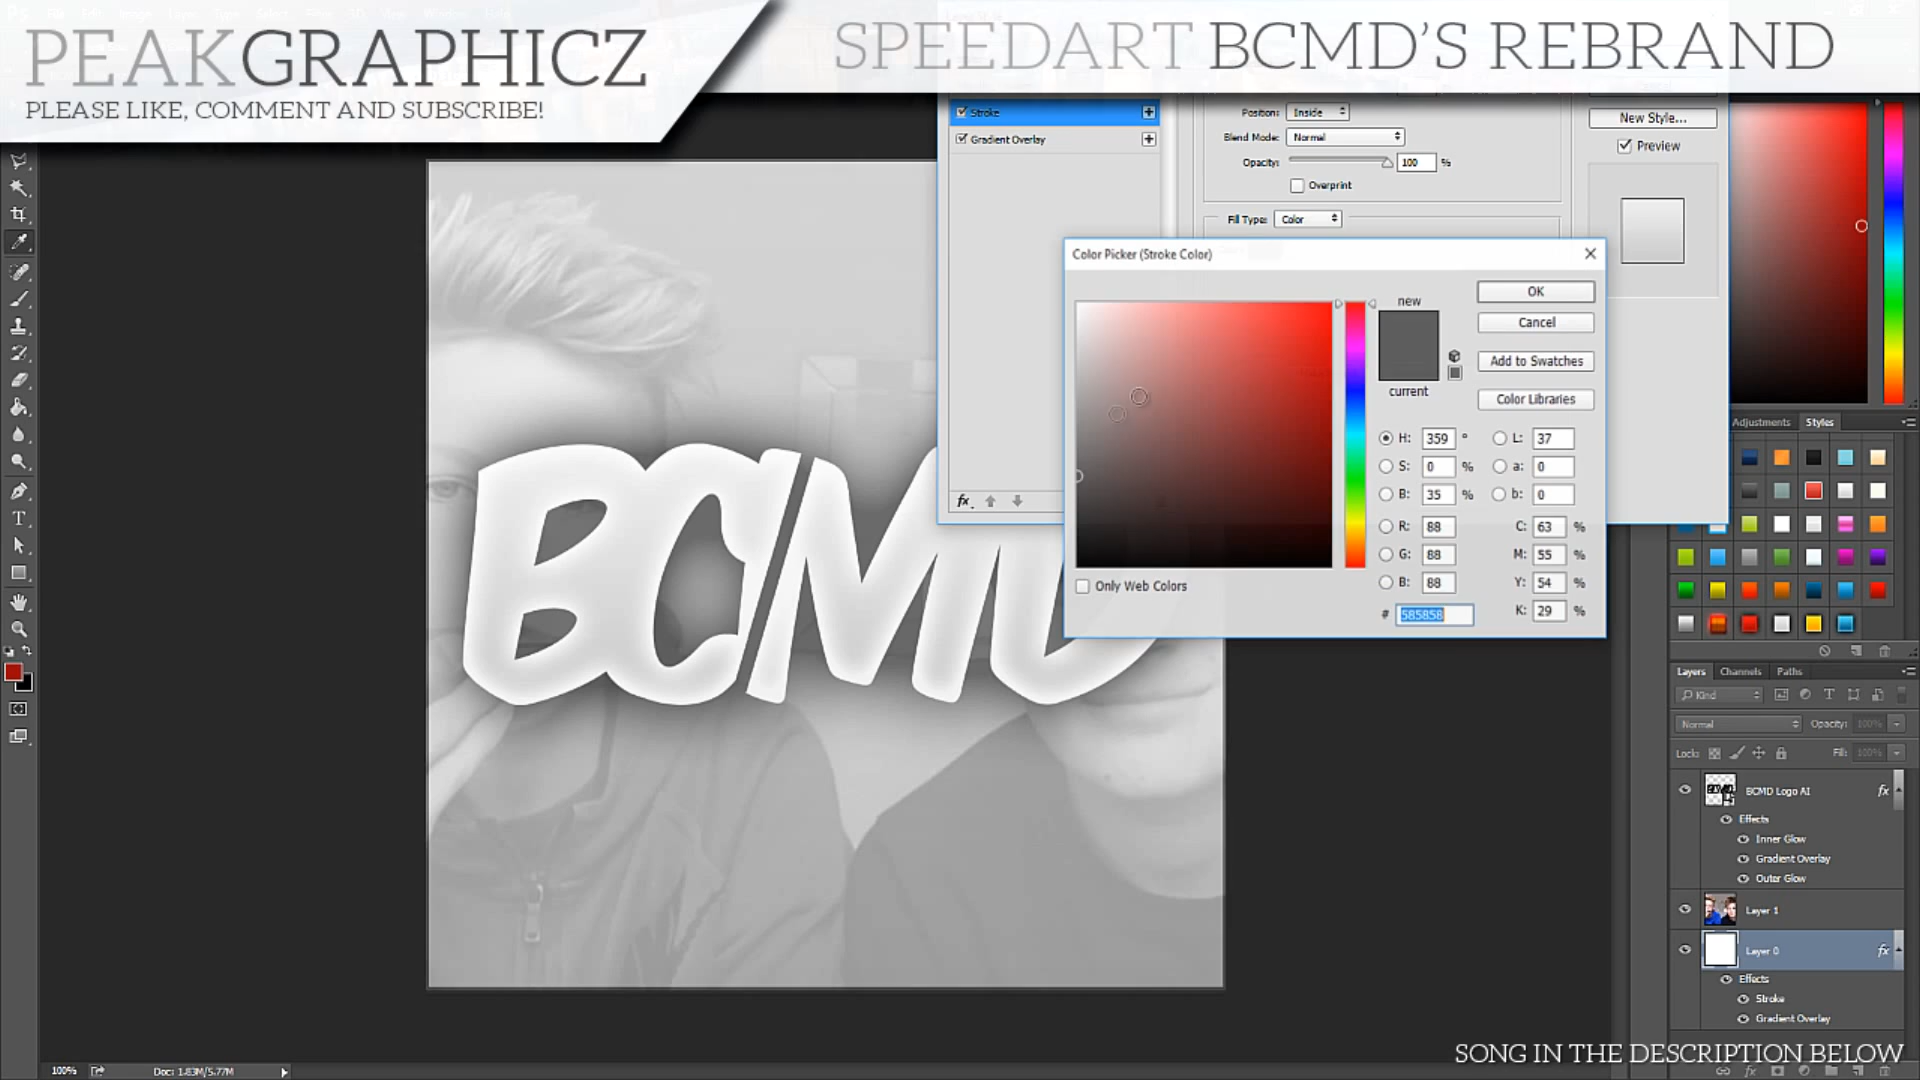 PEAKGRAPHICZ
PLEASE LIKE, COMMENT AND SUBSCRIBE!
SPEEDART BCMD'S REBRAND
Stroke
Gradient Overlay
Position: Inside
Blend Mode: Normal
Opacity: 100 %
Overprint
Fill Type: Color
New Style...
Preview
Color Picker (Stroke Color)
new
current
OK
Cancel
Add to Swatches
Color Libraries
H: 359 °
S: 0 %
B: 35 %
R: 88
G: 88
B: 88
# 585858
L: 37
a: 0
b: 0
C: 63 %
M: 55 %
Y: 54 %
K: 29 %
Only Web Colors
fx
BCMD
Adjustments Styles
Layers Channels Paths
Kind
Normal Opacity: 100%
Lock: Fill: 100%
BCMD Logo AI fx
Effects
Inner Glow
Gradient Overlay
Outer Glow
Layer 1
Layer 0 fx
Effects
Stroke
Gradient Overlay
SONG IN THE DESCRIPTION BELOW
100% Doc: 1.83M/5.77M